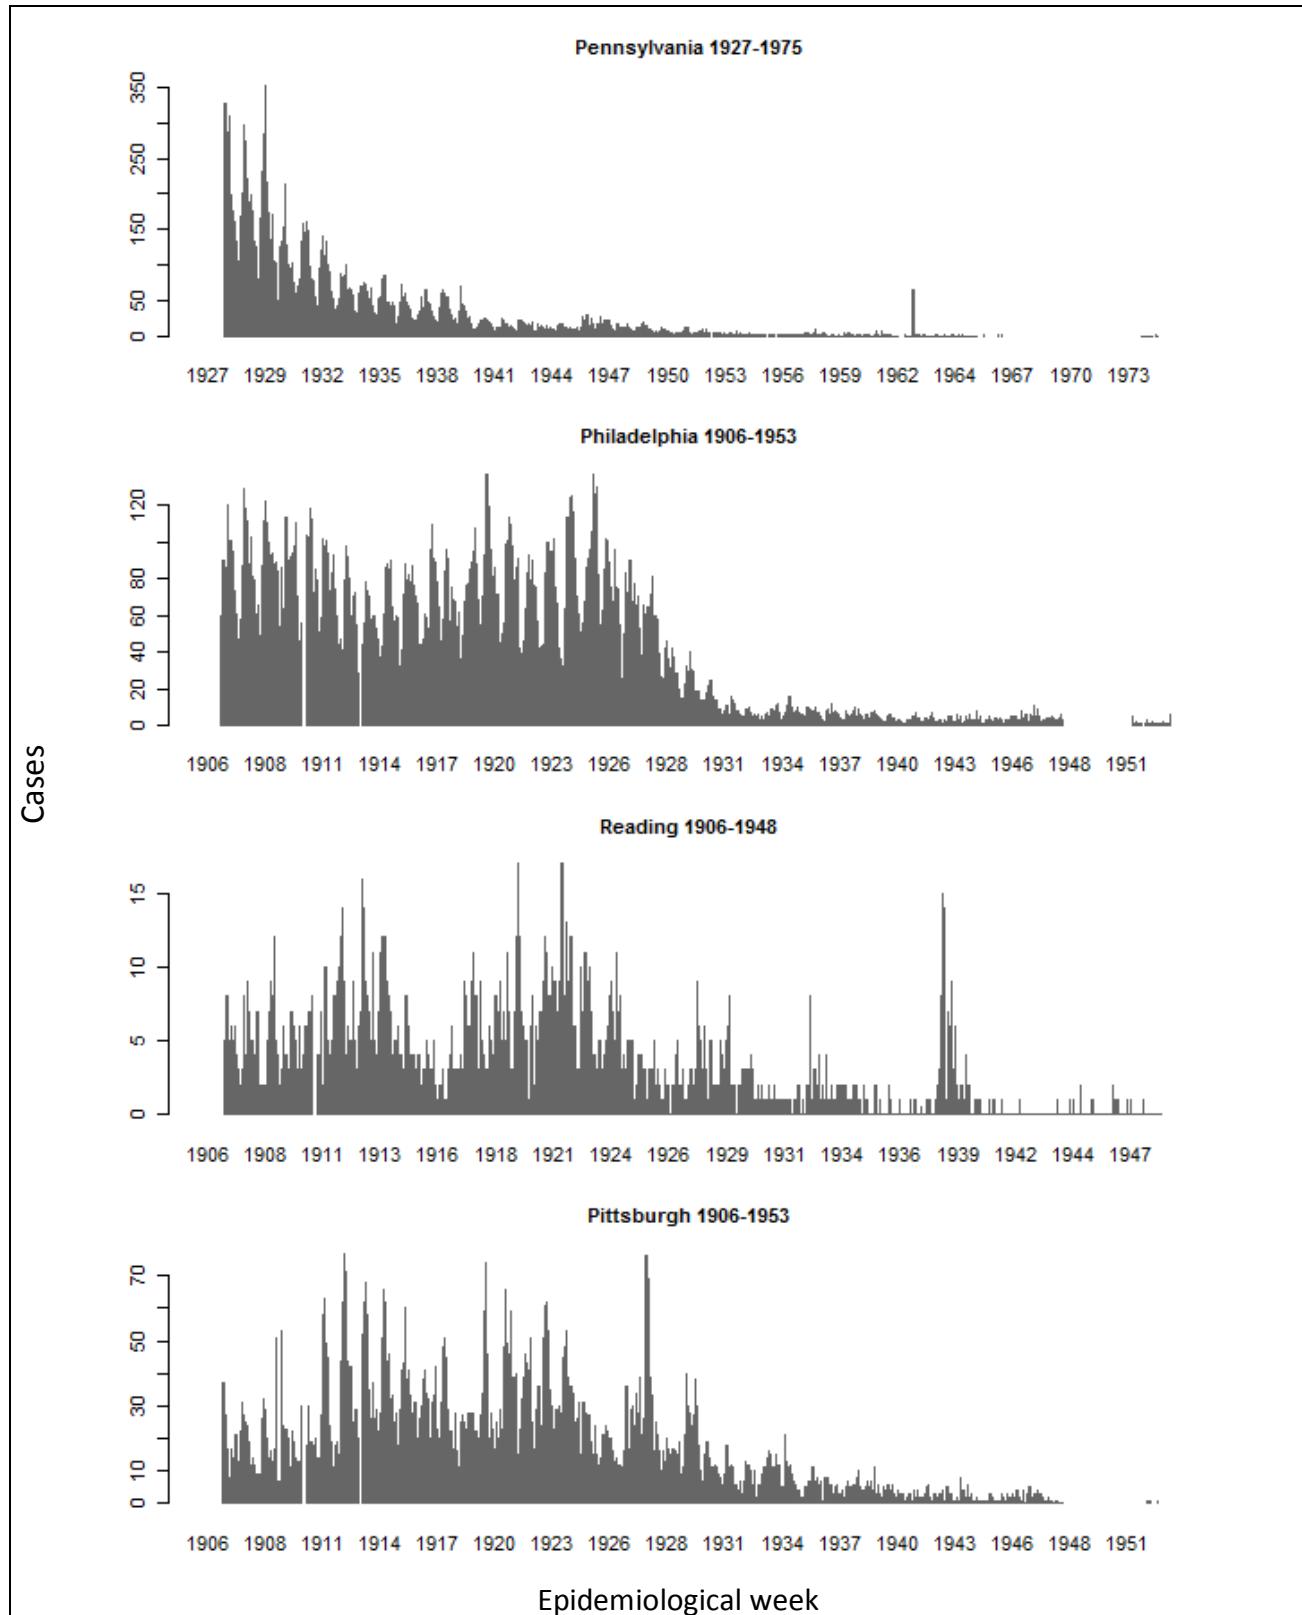 Pennsylvania 1927-1975
350
250
150
50
0
1927 1929 1932 1935 1938 1941 1944 1947 1950 1953 1956 1959 1962 1964 1967 1970 1973
Philadelphia 1906-1953
120
80
60
40
20
0
1906 1908 1911 1914 1917 1920 1923 1926 1928 1931 1934 1937 1940 1943 1946 1948 1951
Cases
Reading 1906-1948
15
10
5
0
1906 1908 1911 1913 1916 1918 1921 1924 1926 1929 1931 1934 1936 1939 1942 1944 1947
Pittsburgh 1906-1953
70
50
30
10
0
1906 1908 1911 1914 1917 1920 1923 1926 1928 1931 1934 1937 1940 1943 1946 1948 1951
Epidemiological week